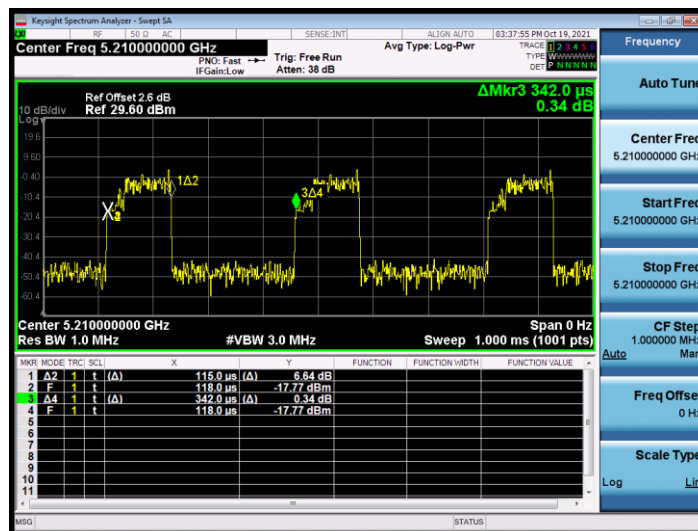 Keysight Spectrum Analyzer - Swept SA
RF 50 Ω AC SENSE:INT ALIGN AUTO 03:37:55 PM Oct 19, 2021
Center Freq 5.210000000 GHz
PNO: Fast
IFGain:Low
Trig: Free Run
Atten: 38 dB
Avg Type: Log-Pwr
TRACE 1 2 3 4 5 6
TYPE WWWWWWW
DET P N N N N N
Frequency
Auto Tune
Center Freq
5.210000000 GHz
Start Freq
5.210000000 GHz
Stop Freq
5.210000000 GHz
CF Step
1.000000 MHz
Auto Man
Freq Offset
0 Hz
Scale Type
Log Lin
ΔMkr3 342.0 µs
0.34 dB
Ref Offset 2.6 dB
10 dB/div Ref 29.60 dBm
Log
19.6
9.60
-0.400
-10.4
-20.4
-30.4
-40.4
-50.4
-60.4
1Δ2
3Δ4
Center 5.210000000 GHz Span 0 Hz
Res BW 1.0 MHz #VBW 3.0 MHz Sweep 1.000 ms (1001 pts)
MKR MODE TRC SCL X Y FUNCTION FUNCTION WIDTH FUNCTION VALUE
1 Δ2 1 t (Δ) 115.0 µs (Δ) 6.64 dB
2 F 1 t 118.0 µs -17.77 dBm
3 Δ4 1 t (Δ) 342.0 µs (Δ) 0.34 dB
4 F 1 t 118.0 µs -17.77 dBm
5
6
7
8
9
10
11
MSG STATUS